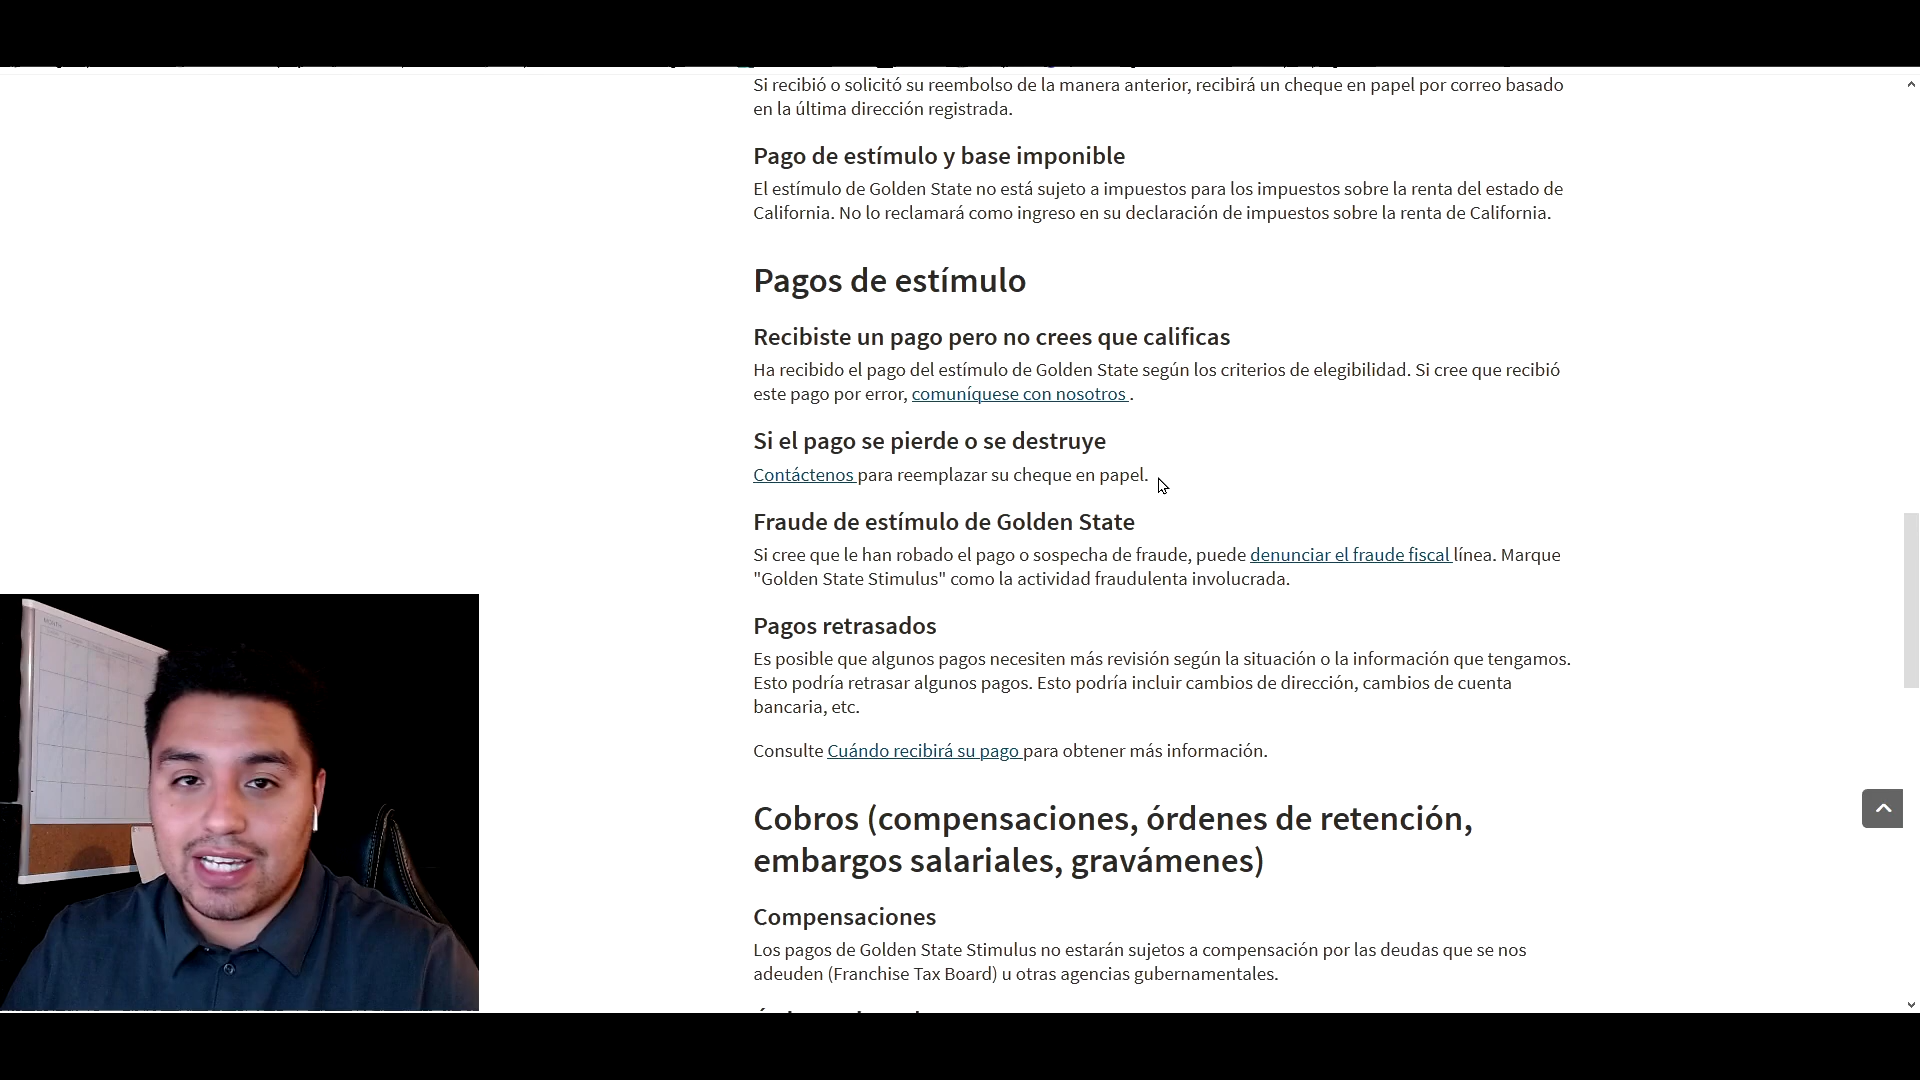 Si recibió o solicitó su reembolso de la manera anterior, recibirá un cheque en papel por correo basado
en la última dirección registrada.
Pago de estímulo y base imponible
El estímulo de Golden State no está sujeto a impuestos para los impuestos sobre la renta del estado de
California. No lo reclamará como ingreso en su declaración de impuestos sobre la renta de California.
Pagos de estímulo
Recibiste un pago pero no crees que calificas
Ha recibido el pago del estímulo de Golden State según los criterios de elegibilidad. Si cree que recibió
este pago por error, comuníquese con nosotros .
Si el pago se pierde o se destruye
Contáctenos para reemplazar su cheque en papel.
Fraude de estímulo de Golden State
Si cree que le han robado el pago o sospecha de fraude, puede denunciar el fraude fiscal línea. Marque
"Golden State Stimulus" como la actividad fraudulenta involucrada.
Pagos retrasados
Es posible que algunos pagos necesiten más revisión según la situación o la información que tengamos.
Esto podría retrasar algunos pagos. Esto podría incluir cambios de dirección, cambios de cuenta
bancaria, etc.
Consulte Cuándo recibirá su pago para obtener más información.
Cobros (compensaciones, órdenes de retención,
embargos salariales, gravámenes)
Compensaciones
Los pagos de Golden State Stimulus no estarán sujetos a compensación por las deudas que se nos
adeuden (Franchise Tax Board) u otras agencias gubernamentales.